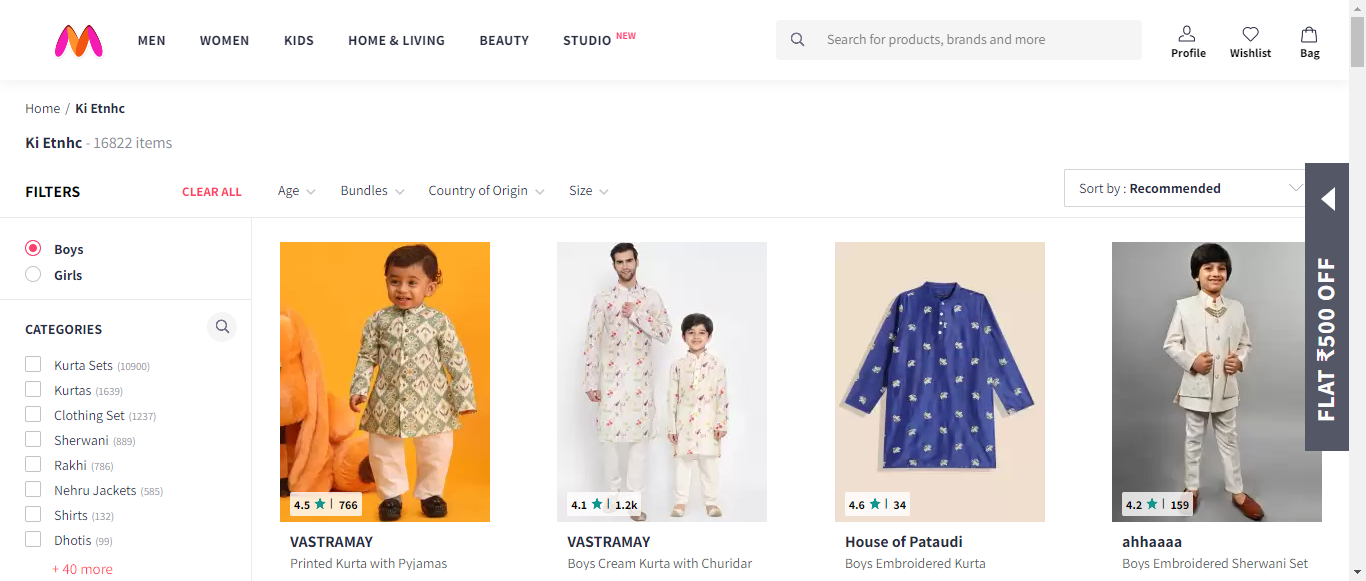 MEN WOMEN KIDS HOME & LIVING BEAUTY STUDIO NEW Search for products, brands and more Profile Wishlist Bag
Home / Ki Etnhc
Ki Etnhc - 16822 items
FILTERS CLEAR ALL Age Bundles Country of Origin Size Sort by : Recommended
Boys
Girls
CATEGORIES
Kurta Sets (10900)
Kurtas (1639)
Clothing Set (1237)
Sherwani (889)
Rakhi (786)
Nehru Jackets (585)
Shirts (132)
Dhotis (99)
+ 40 more
4.5 ★ | 766
VASTRAMAY
Printed Kurta with Pyjamas
4.1 ★ | 1.2k
VASTRAMAY
Boys Cream Kurta with Churidar
4.6 ★ | 34
House of Pataudi
Boys Embroidered Kurta
4.2 ★ | 159
ahhaaaa
Boys Embroidered Sherwani Set
FLAT ₹500 OFF